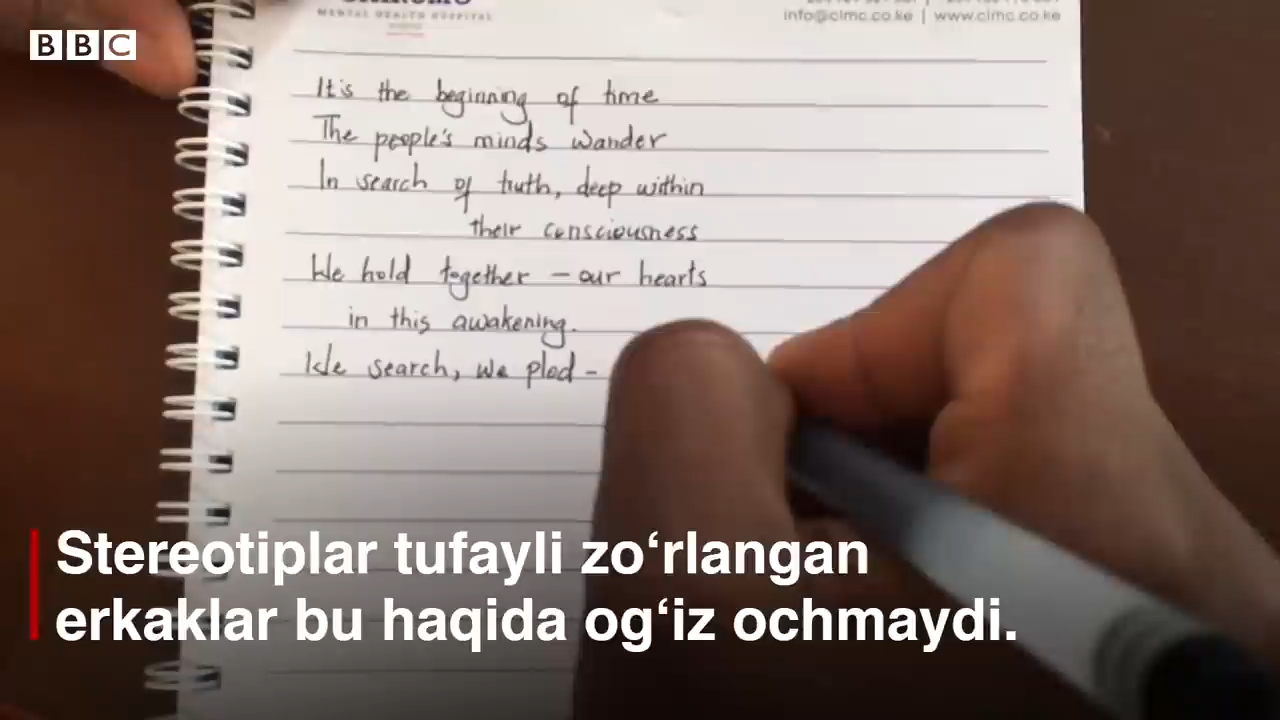 BBC
MENTAL HEALTH HOSPITAL
info@clmc.co.ke | www.clmc.co.ke
It's the beginning of time
The people's minds wander
In search of truth, deep within
their consciousness
We hold together – our hearts
in this awakening.
We search, we plod –
Stereotiplar tufayli zo‘rlangan
erkaklar bu haqida og‘iz ochmaydi.